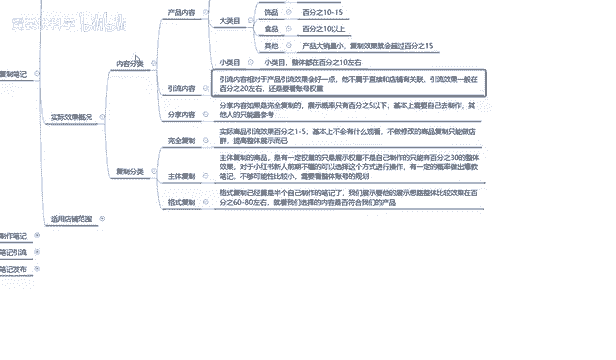 产品内容
大类目
饰品
百分之10-15
食品
百分之10以上
其他
产品大销量小，复制效果就会超过百分之15
小类目
小类目，整体都在百分之10左右
复制笔记
实际效果概况
内容分类
引流内容
引流内容相对于产品引流效果会好一点，他不属于直接和店铺有关联，引流效果一般在
百分之20左右，还是要看账号权重
分享内容
分享内容如果是完全复制的，展示概率只有百分之5以下，基本上需要自己去制作，其
他人的只能量参考
复制分类
完全复制
实际商品引流效果百分之1-5，基本上不会有什么观看，不做修改的商品复制只能做店
群，提高整体展示而已
主体复制
主体复制的商品，是有一定权重的只是展示权重不是自己制作的只能有百分之30的整体
效果，对于小红书新人前期不懂的可以选择这个方式进行操作，有一定的概率做出爆款
笔记，不够可能性比较小，需要看整体账号的规划
格式复制
格式复制已经算是半个自己制作的笔记了，我们展示要他的展示思路整体比较效果在百
分之60-80左右，就看我们选择的内容是否符合我们的产品
适用店铺范围
制作笔记
笔记引流
笔记发布